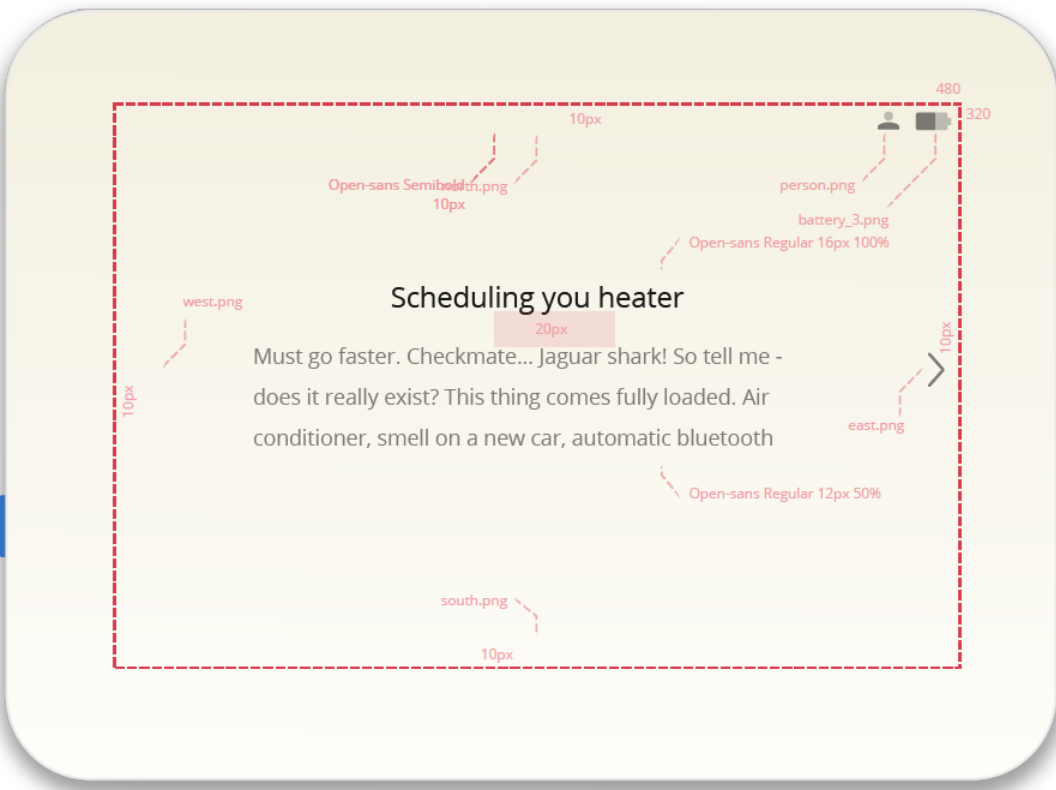 480
10px
320
Open-sans Semibold
north.png
10px
person.png
battery_3.png
Open-sans Regular 16px 100%
west.png
Scheduling you heater
20px
10px
Must go faster. Checkmate... Jaguar shark! So tell me -
does it really exist? This thing comes fully loaded. Air
conditioner, smell on a new car, automatic bluetooth
10px
east.png
Open-sans Regular 12px 50%
south.png
10px